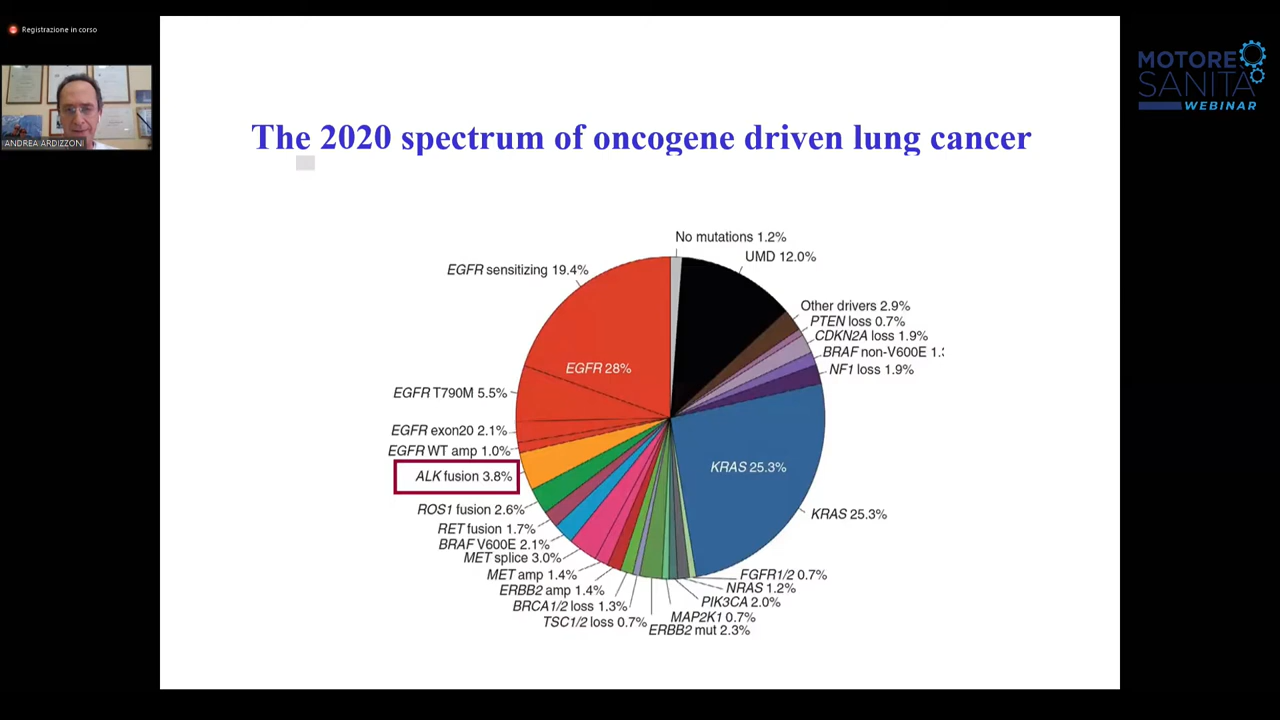 Registrazione in corso
ANDREA ARDIZZONI
MOTORE
SANITA
WEBINAR
The 2020 spectrum of oncogene driven lung cancer
No mutations 1.2%
UMD 12.0%
EGFR sensitizing 19.4%
Other drivers 2.9%
PTEN loss 0.7%
CDKN2A loss 1.9%
BRAF non-V600E 1.
NF1 loss 1.9%
EGFR 28%
EGFR T790M 5.5%
EGFR exon20 2.1%
EGFR WT amp 1.0%
ALK fusion 3.8%
KRAS 25.3%
ROS1 fusion 2.6%
KRAS 25.3%
RET fusion 1.7%
BRAF V600E 2.1%
MET splice 3.0%
MET amp 1.4%
FGFR1/2 0.7%
ERBB2 amp 1.4%
NRAS 1.2%
BRCA1/2 loss 1.3%
PIK3CA 2.0%
TSC1/2 loss 0.7%
MAP2K1 0.7%
ERBB2 mut 2.3%